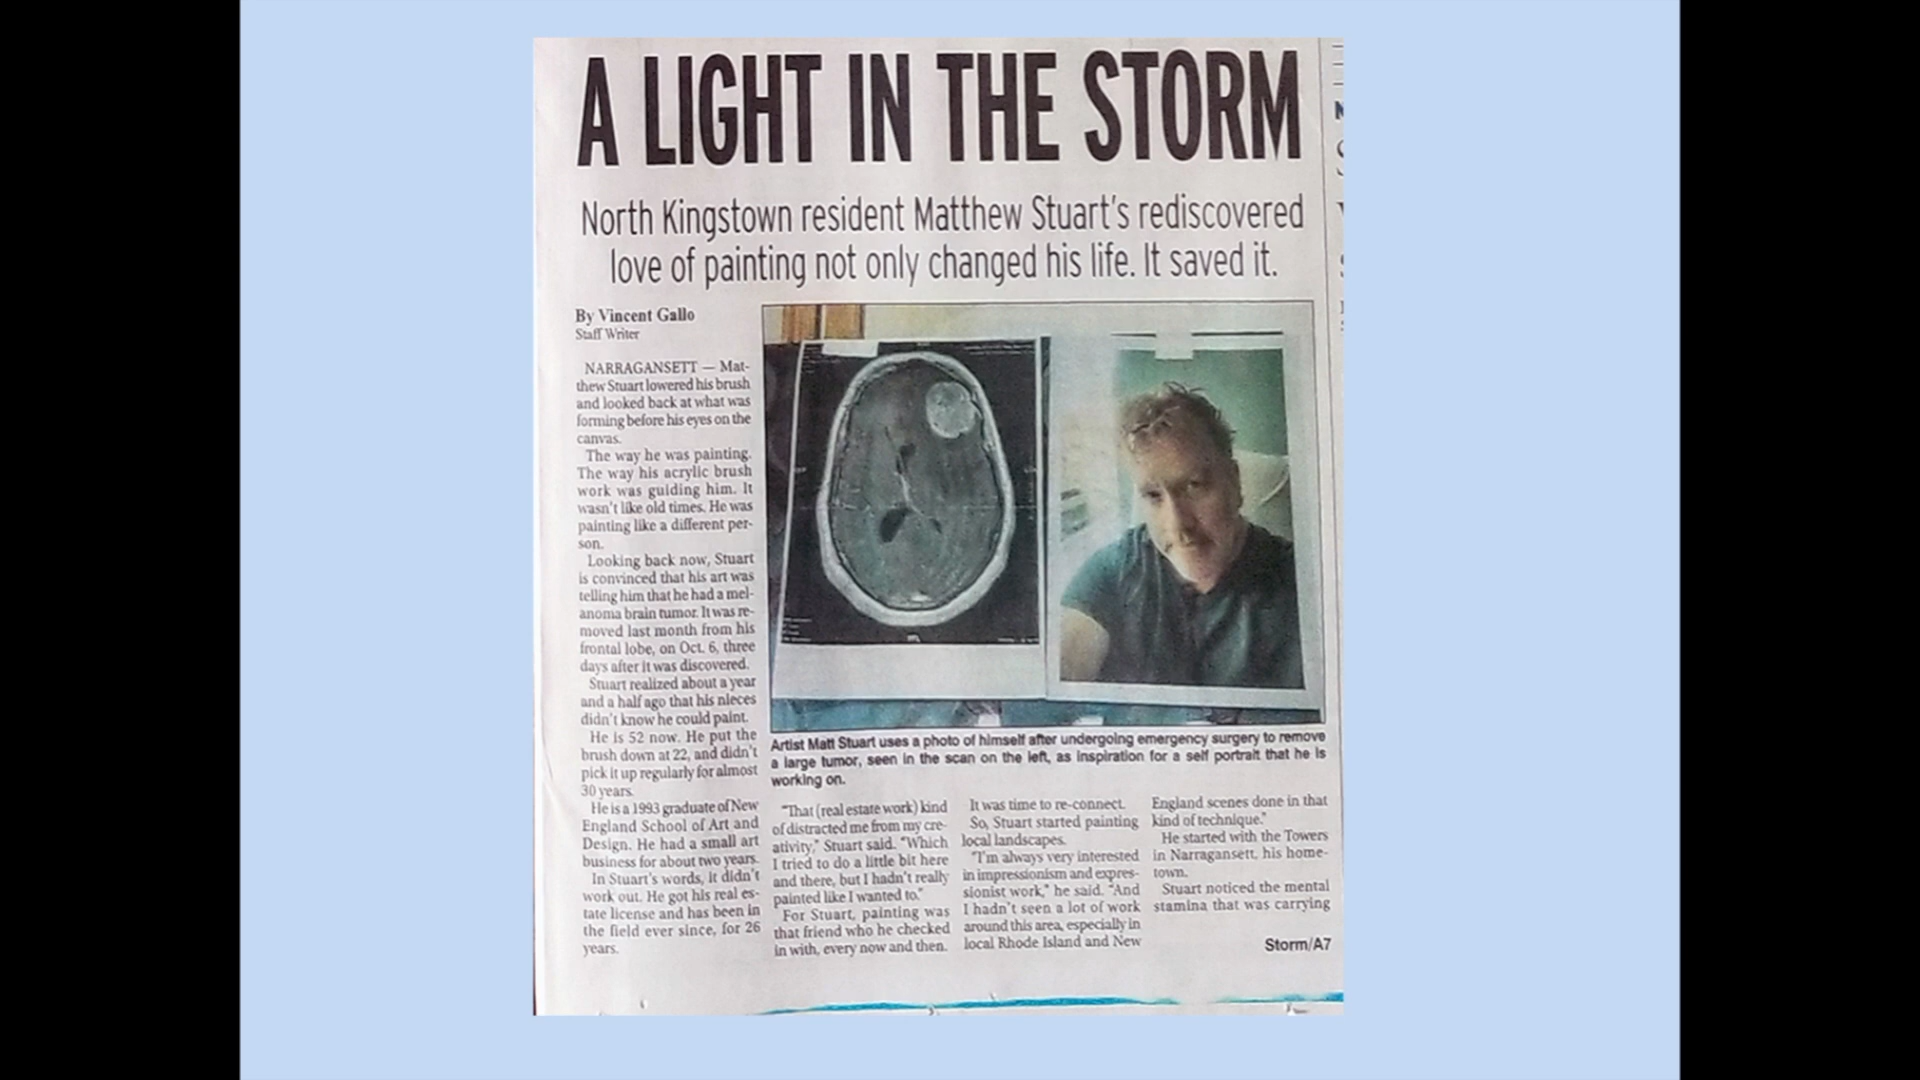 A LIGHT IN THE STORM
North Kingstown resident Matthew Stuart's rediscovered
love of painting not only changed his life. It saved it.
By Vincent Gallo
Staff Writer
NARRAGANSETT — Mat-
thew Stuart lowered his brush
and looked back at what was
forming before his eyes on the
canvas.
The way he was painting.
The way his acrylic brush
work was guiding him. It
wasn't like old times. He was
painting like a different per-
son.
Looking back now, Stuart
is convinced that his art was
telling him that he had a mel-
anoma brain tumor. It was re-
moved last month from his
frontal lobe, on Oct. 6, three
days after it was discovered.
Stuart realized about a year
and a half ago that his nieces
didn't know he could paint.
He is 52 now. He put the
brush down at 22, and didn't
pick it up regularly for almost
30 years.
He is a 1993 graduate of New
England School of Art and
Design. He had a small art
business for about two years.
In Stuart's words, it didn't
work out. He got his real es-
tate license and has been in
the field ever since, for 26
years.
Artist Matt Stuart uses a photo of himself after undergoing emergency surgery to remove
a large tumor, seen in the scan on the left, as inspiration for a self portrait that he is
working on.
"That (real estate work) kind
of distracted me from my cre-
ativity," Stuart said. "Which
I tried to do a little bit here
and there, but I hadn't really
painted like I wanted to."
For Stuart, painting was
that friend who he checked
in with, every now and then.
It was time to re-connect.
So, Stuart started painting
local landscapes.
"I'm always very interested
in impressionism and expres-
sionist work," he said. "And
I hadn't seen a lot of work
around this area, especially in
local Rhode Island and New
England scenes done in that
kind of technique."
He started with the Towers
in Narragansett, his home-
town.
Stuart noticed the mental
stamina that was carrying
Storm/A7